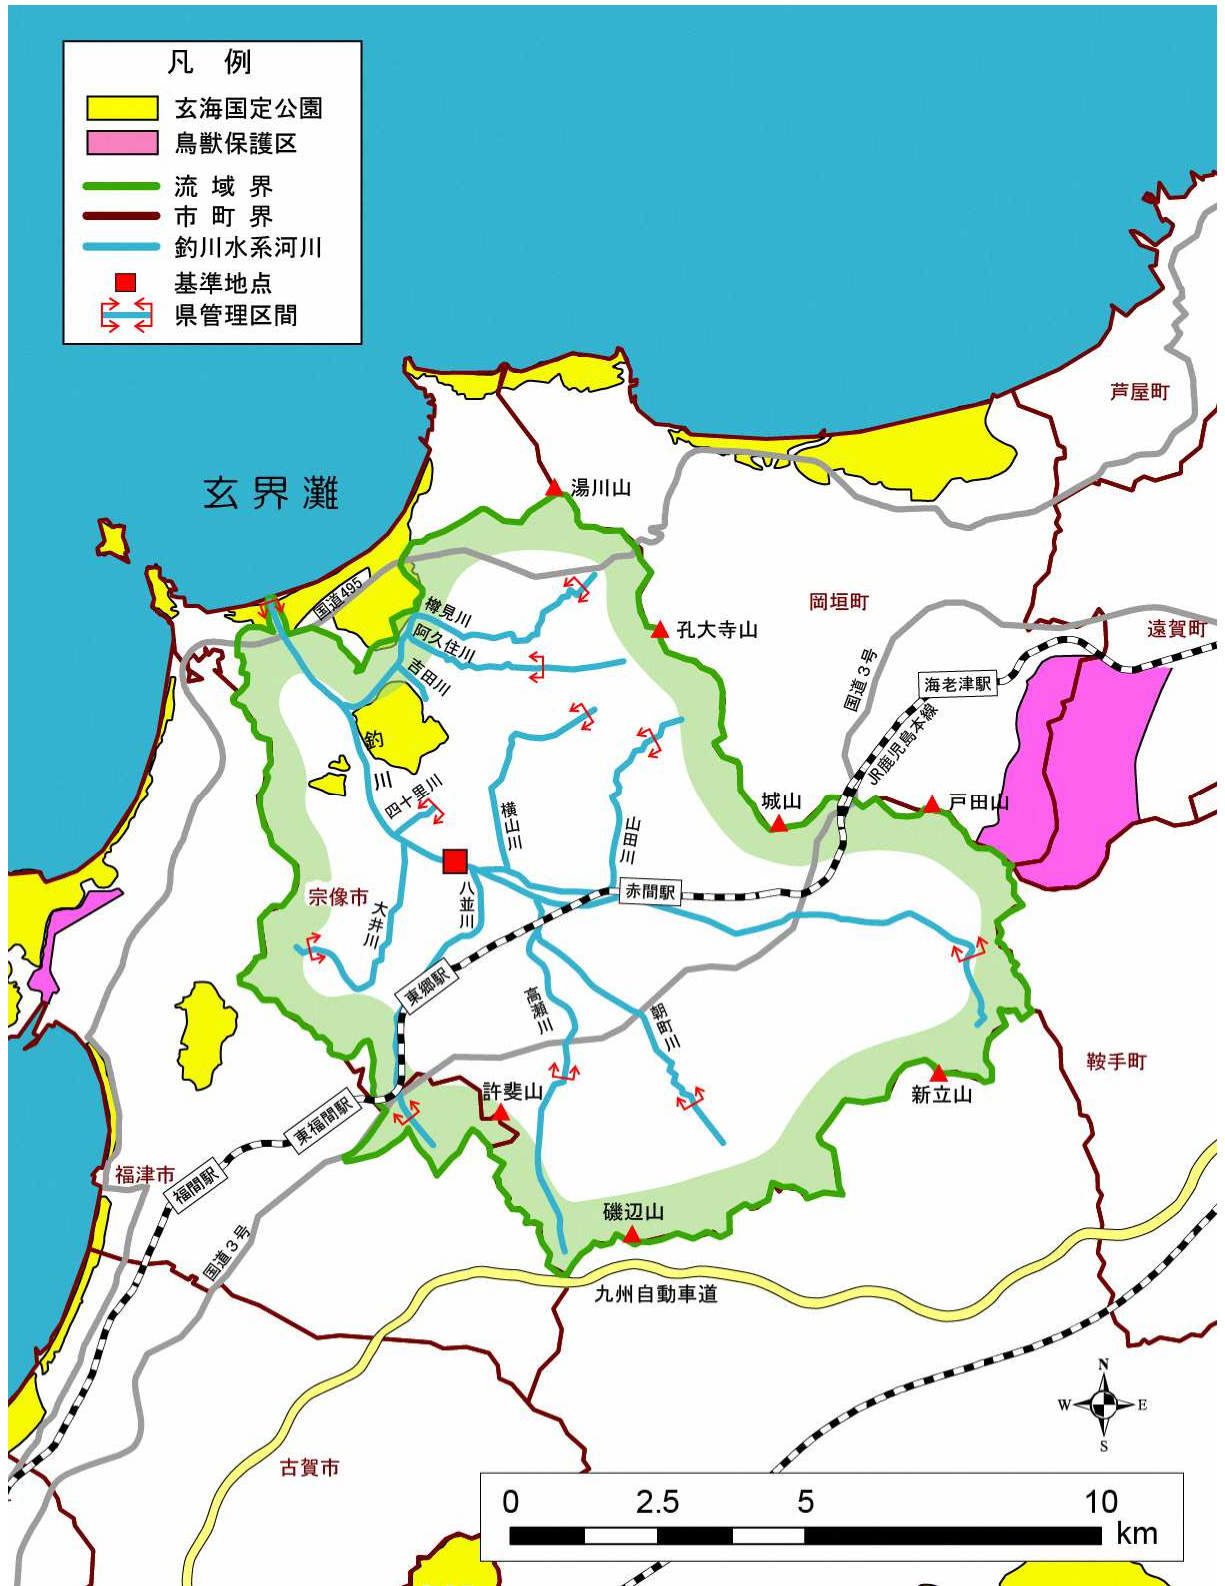 凡 例
玄海国定公園
鳥獣保護区
流 域 界
市 町 界
釣川水系河川
基準地点
県管理区間
芦屋町
玄界灘
湯川山
国道495
樽見川
岡垣町
孔大寺山
遠賀町
阿久住川
吉田川
国道3号
海老津駅
JR鹿児島本線
釣
川
四十里川
城山
戸田山
横山川
山田川
宗像市
大井川
八並川
赤間駅
東郷駅
高瀬川
朝町川
鞍手町
許斐山
新立山
東福間駅
福津市
福間駅
磯辺山
国道3号
九州自動車道
N
W E
S
古賀市
0 2.5 5 10
km